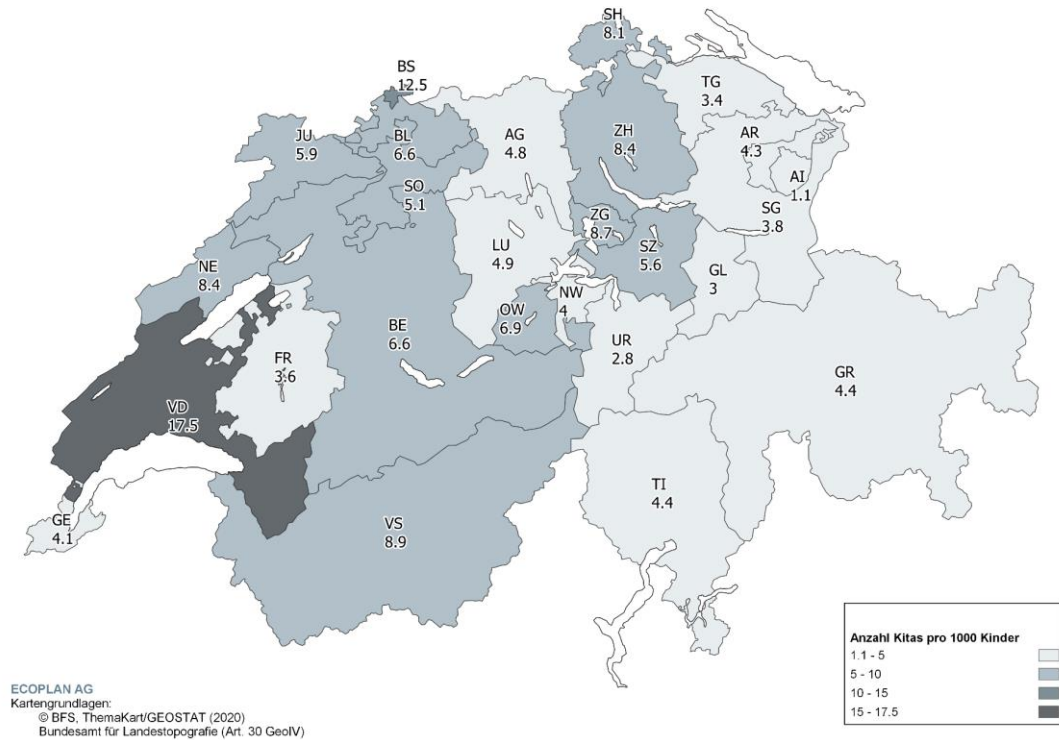 SH
8.1
BS
12.5
TG
3.4
JU
5.9
BL
6.6
AG
4.8
ZH
8.4
AR
4.3
AI
1.1
SO
5.1
ZG
8.7
SG
3.8
LU
4.9
SZ
5.6
NE
8.4
GL
3
NW
4
OW
6.9
BE
6.6
UR
2.8
FR
3.6
GR
4.4
VD
17.5
TI
4.4
GE
4.1
VS
8.9
Anzahl Kitas pro 1000 Kinder
1.1 - 5
5 - 10
10 - 15
15 - 17.5
ECOPLAN AG
Kartengrundlagen:
© BFS, ThemaKart/GEOSTAT (2020)
Bundesamt für Landestopografie (Art. 30 GeoIV)